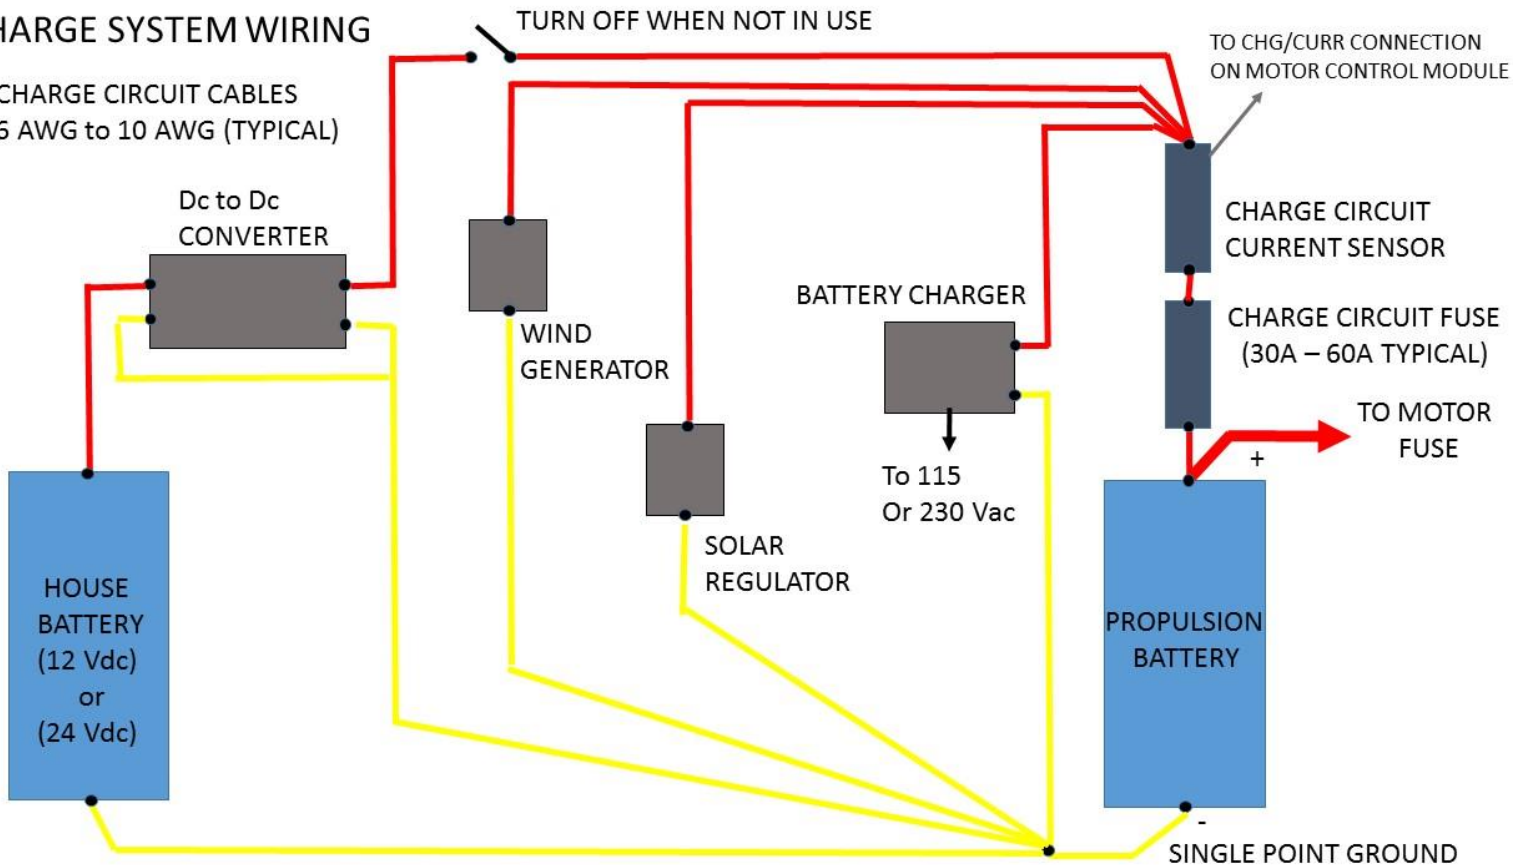 HARGE SYSTEM WIRING
TURN OFF WHEN NOT IN USE
TO CHG/CURR CONNECTION
ON MOTOR CONTROL MODULE
CHARGE CIRCUIT CABLES
6 AWG to 10 AWG (TYPICAL)
Dc to Dc
CONVERTER
CHARGE CIRCUIT
CURRENT SENSOR
BATTERY CHARGER
CHARGE CIRCUIT FUSE
(30A – 60A TYPICAL)
WIND
GENERATOR
TO MOTOR
FUSE
+
To 115
Or 230 Vac
SOLAR
REGULATOR
HOUSE
BATTERY
(12 Vdc)
or
(24 Vdc)
PROPULSION
BATTERY
-
SINGLE POINT GROUND